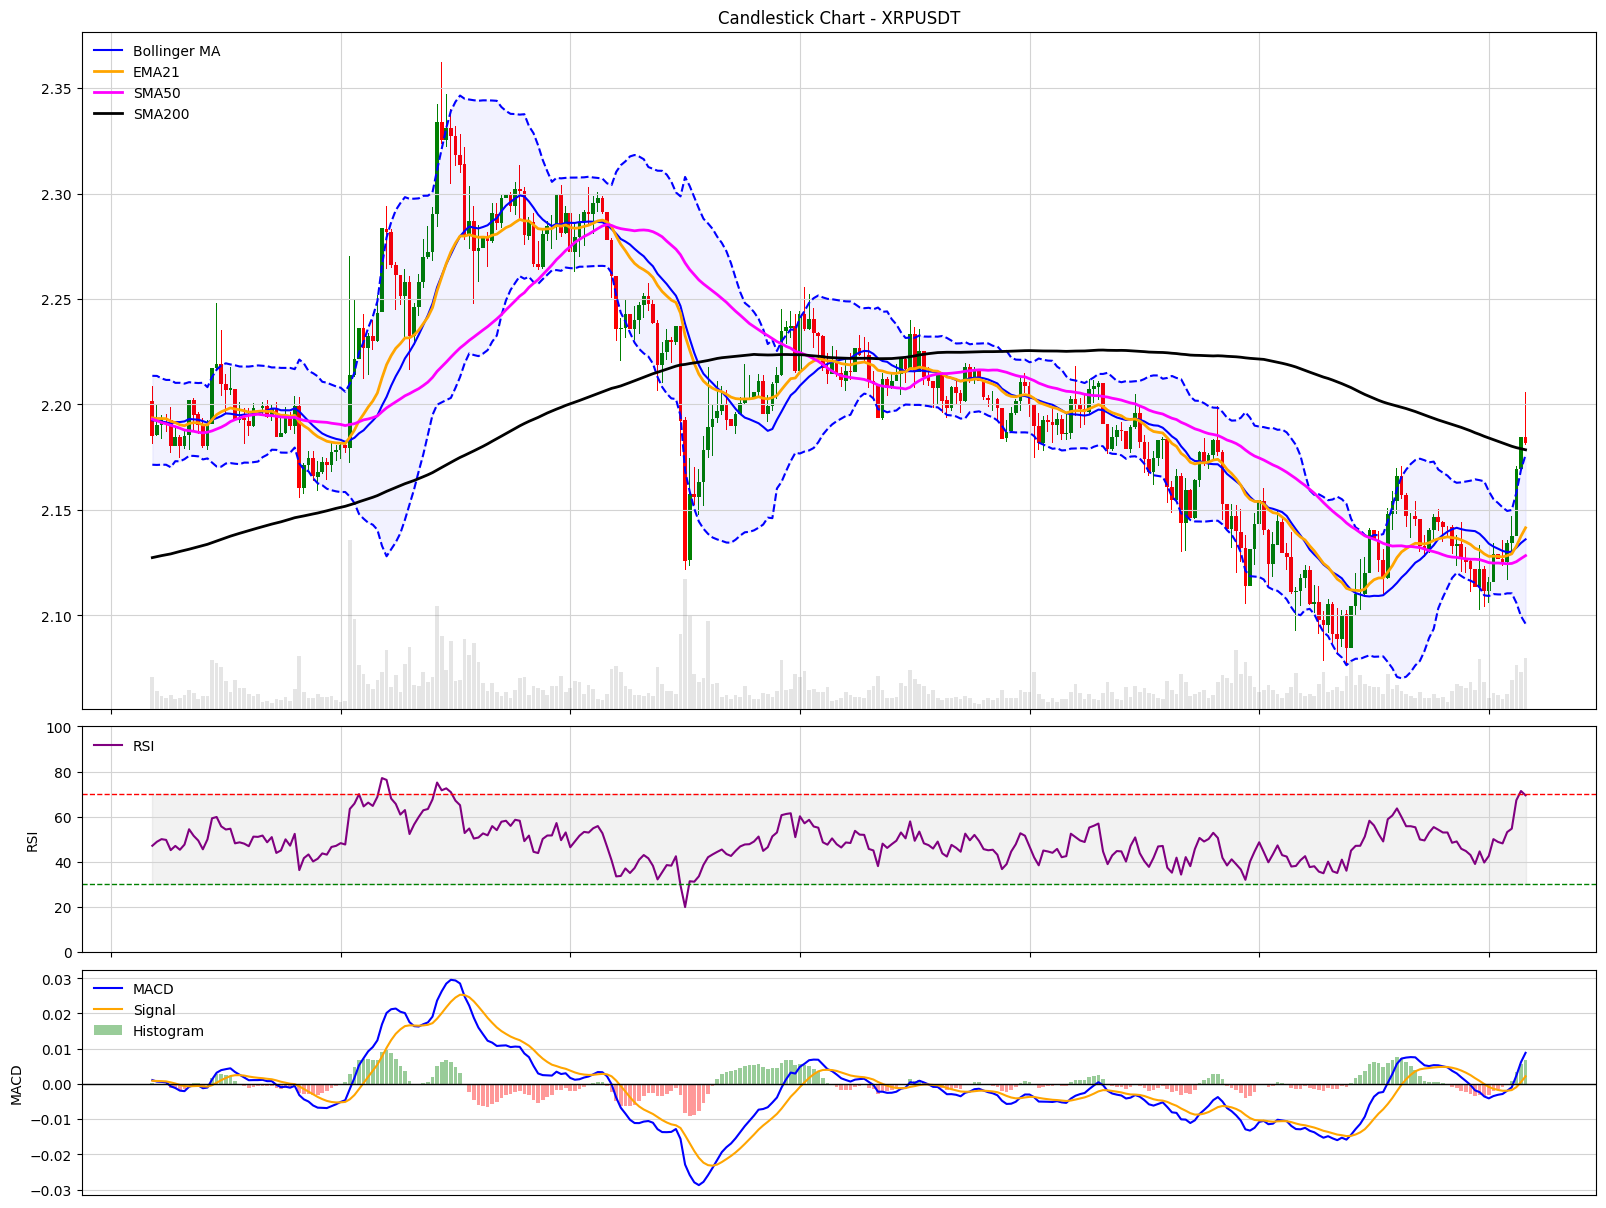 Candlestick Chart - XRPUSDT
Bollinger MA
EMA21
SMA50
SMA200
2.35
2.30
2.25
2.20
2.15
2.10
RSI
RSI
100
80
60
40
20
0
MACD
Signal
Histogram
MACD
0.03
0.02
0.01
0.00
−0.01
−0.02
−0.03